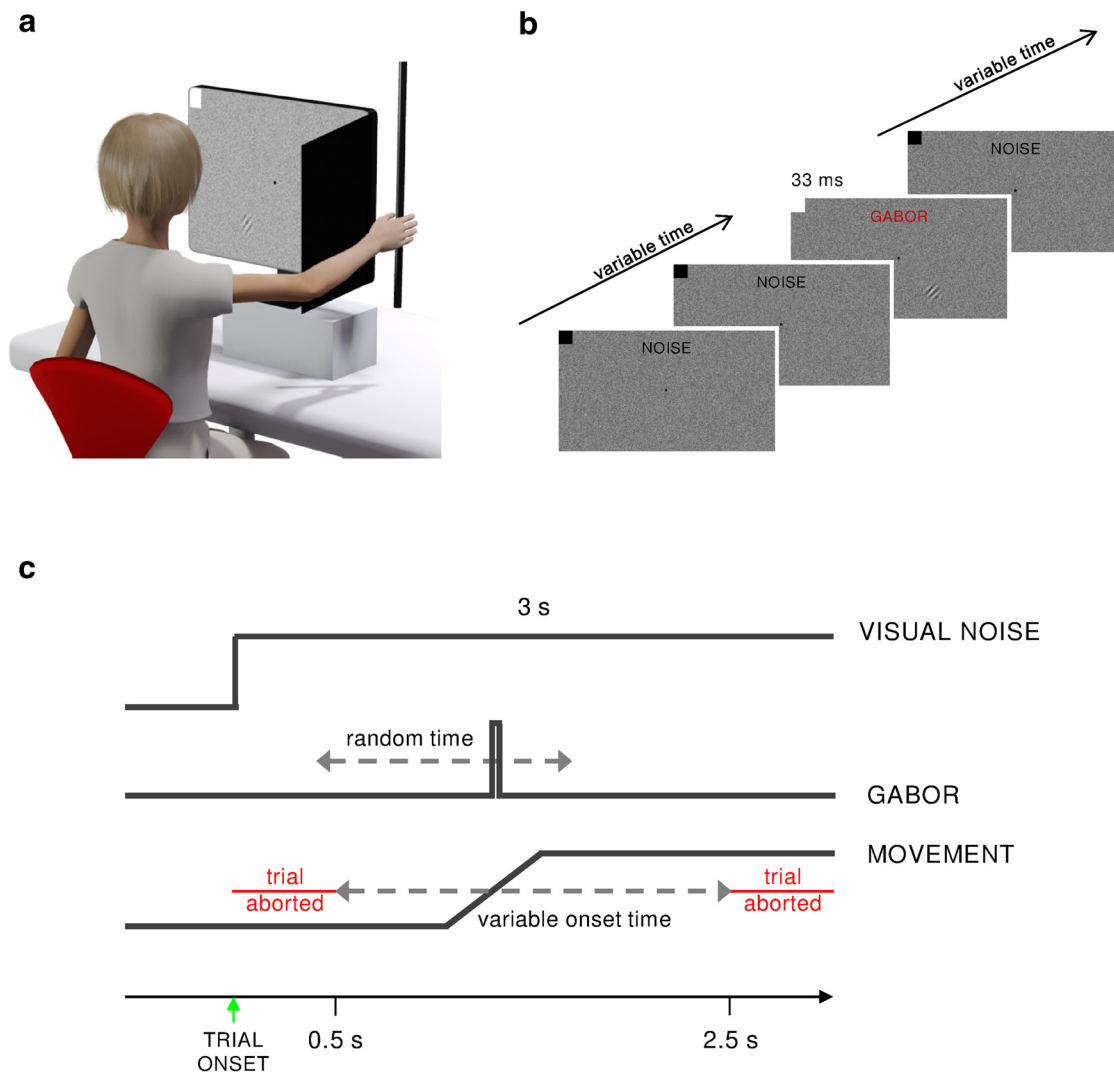 a
b
variable time
variable time
NOISE
33 ms
GABOR
NOISE
NOISE
c
3 s
VISUAL NOISE
random time
GABOR
MOVEMENT
trial
aborted
trial
aborted
variable onset time
TRIAL
ONSET
0.5 s
2.5 s